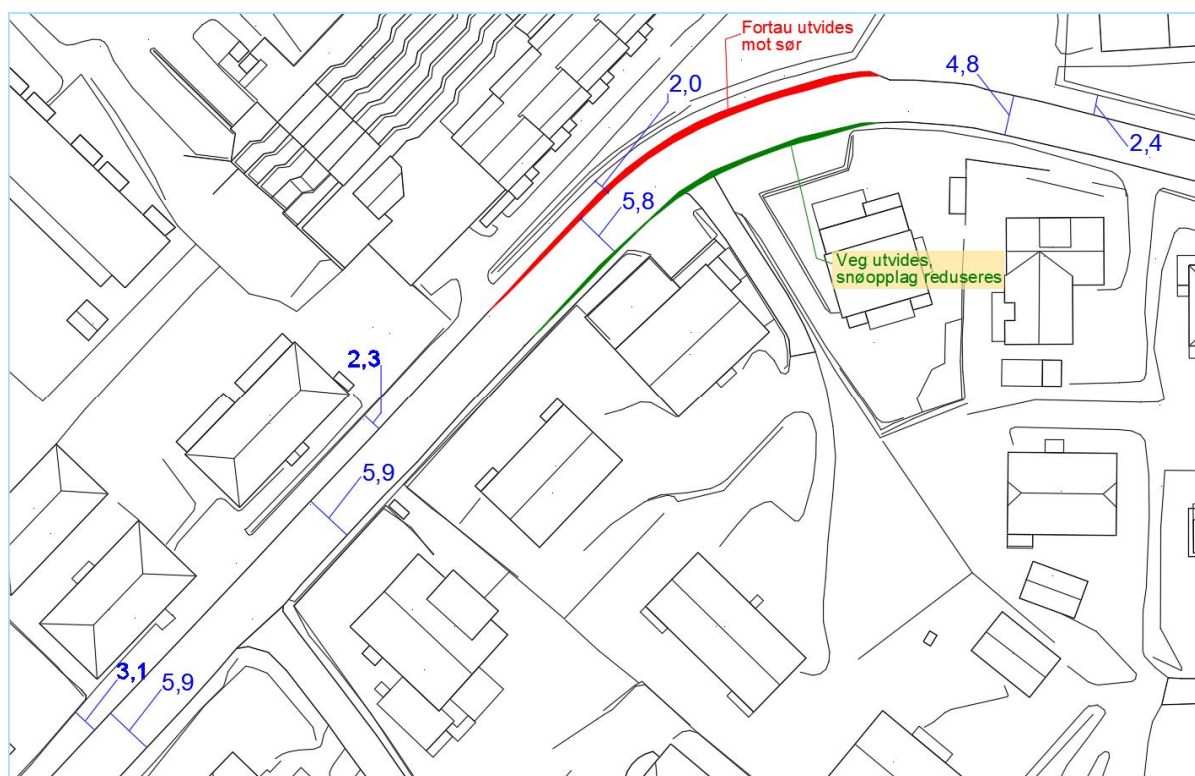 Fortau utvides
mot sør
4,8
2,0
2,4
5,8
Veg utvides,
snøopplag reduseres
2,3
5,9
3,1
5,9